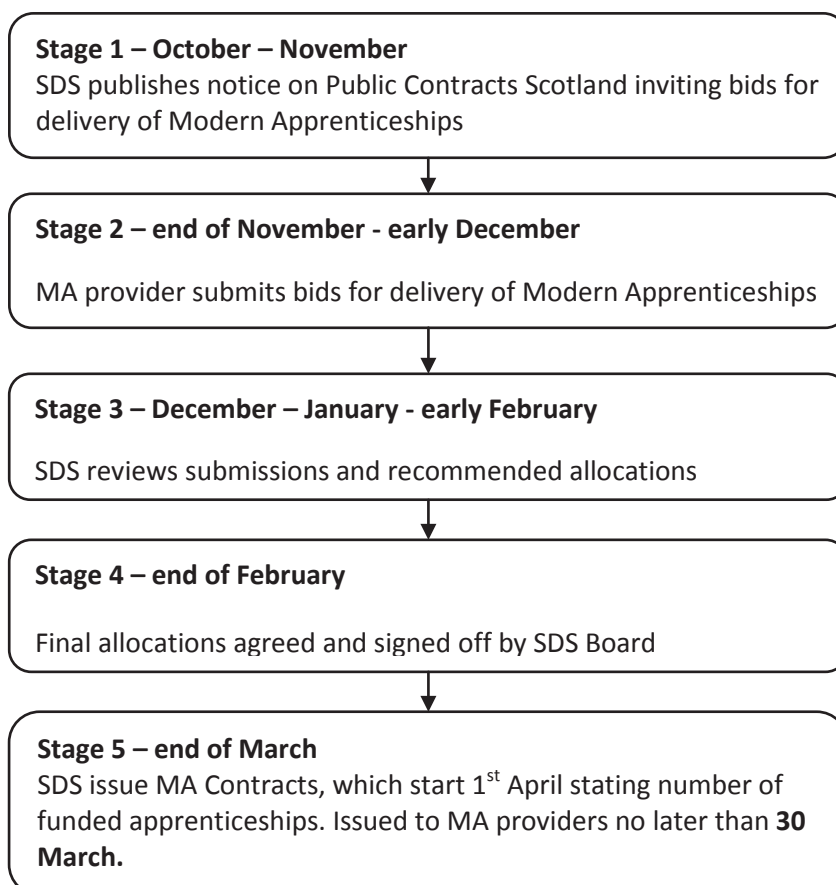 Stage 1 – October – November
SDS publishes notice on Public Contracts Scotland inviting bids for
delivery of Modern Apprenticeships
Stage 2 – end of November - early December
MA provider submits bids for delivery of Modern Apprenticeships
Stage 3 – December – January - early February
SDS reviews submissions and recommended allocations
Stage 4 – end of February
Final allocations agreed and signed off by SDS Board
Stage 5 – end of March
SDS issue MA Contracts, which start 1st April stating number of
funded apprenticeships. Issued to MA providers no later than 30
March.